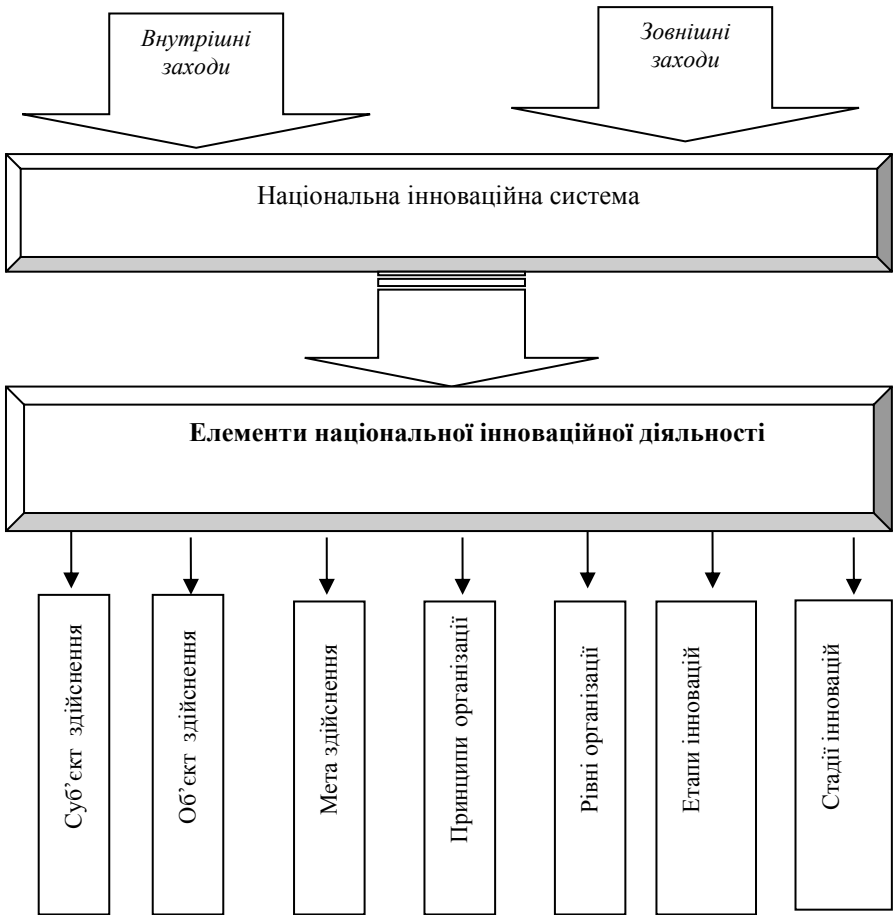 Внутрішні
заходи
Зовнішні
заходи
Національна інноваційна система
Елементи національної інноваційної діяльності
Суб’єкт здійснення
Об’єкт здійснення
Мета здійснення
Принципи організації
Рівні організації
Етапи інновацій
Стадії інновацій